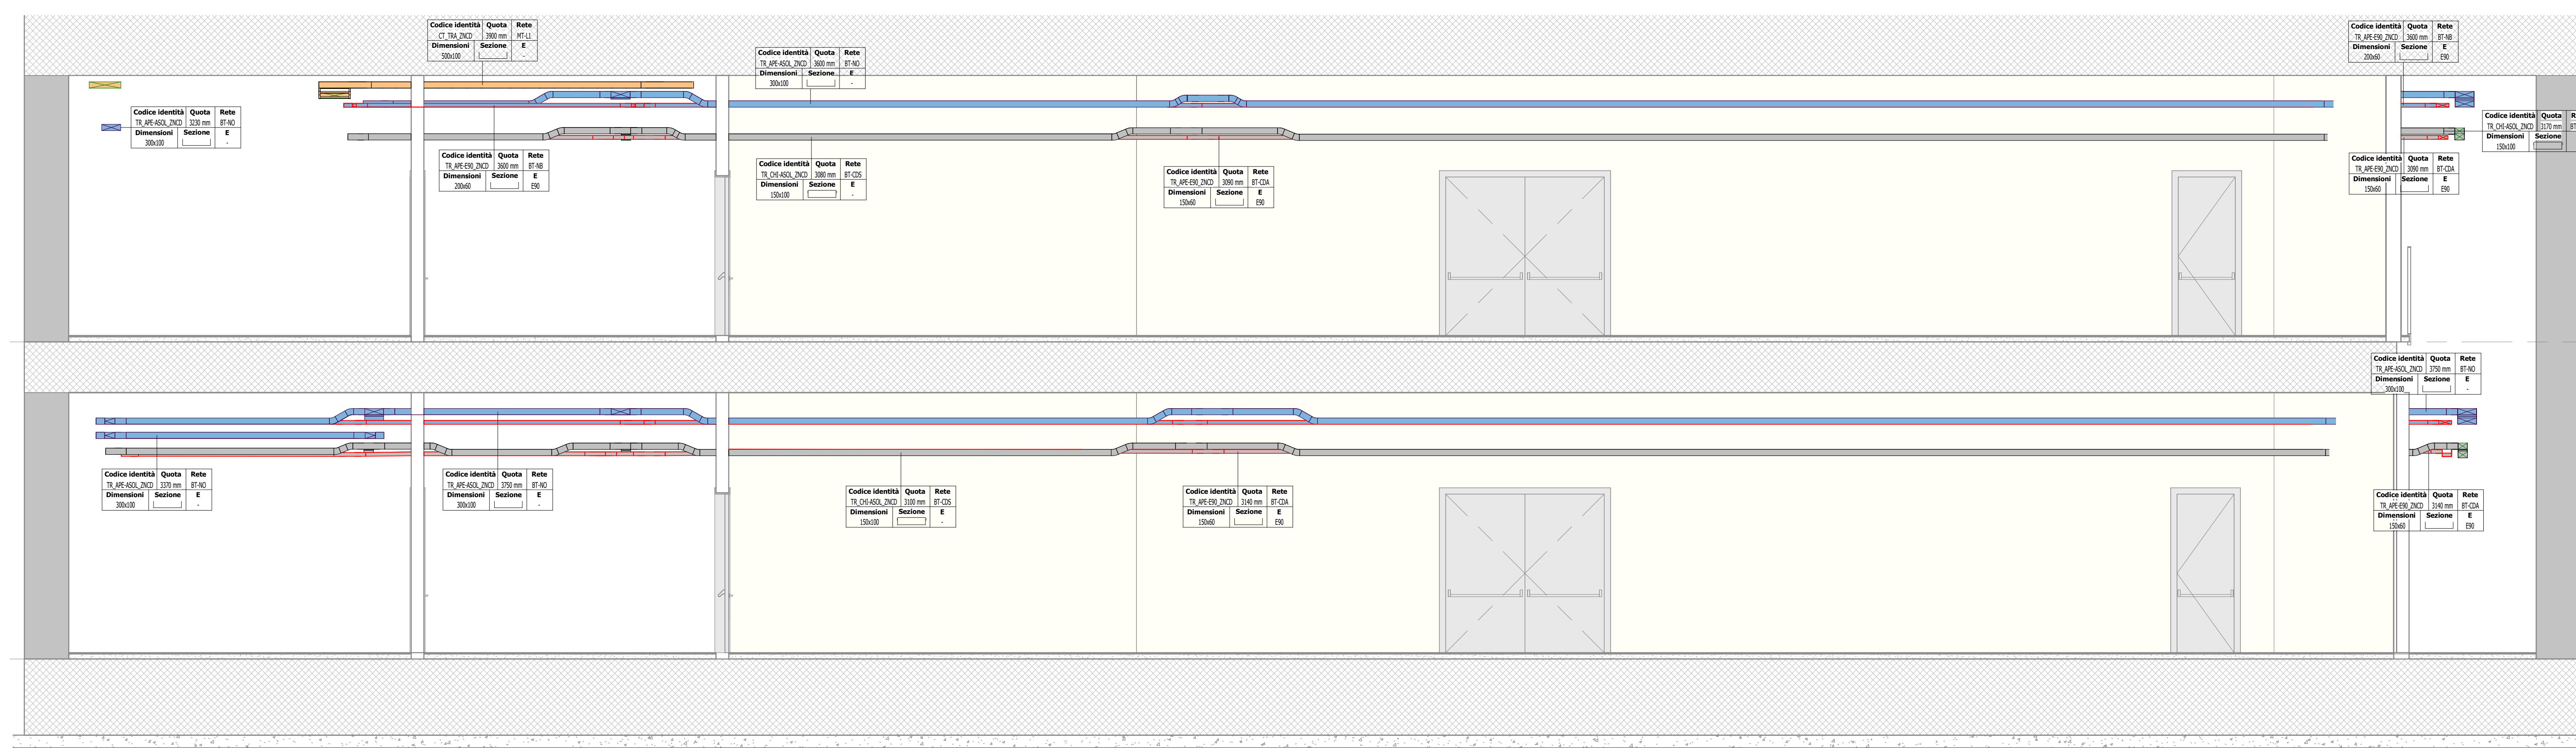 Codice identità Quota Rete
CT_TRA_ZNCD 3900 mm MT-L1
Dimensioni Sezione E
500x100 -
Codice identità Quota Rete
TR_APE-ASOL_ZNCD 3600 mm BT-NO
Dimensioni Sezione E
300x100 -
Codice identità Quota Rete
TR_APE-E90_ZNCD 3600 mm BT-NB
Dimensioni Sezione E
200x60 E90
Codice identità Quota Rete
TR_APE-ASOL_ZNCD 3230 mm BT-NO
Dimensioni Sezione E
300x100 -
Codice identità Quota R
TR_CHI-ASOL_ZNCD 3170 mm BT
Dimensioni Sezione
150x100
Codice identità Quota Rete
TR_APE-E90_ZNCD 3600 mm BT-NB
Dimensioni Sezione E
200x60 E90
Codice identità Quota Rete
TR_CHI-ASOL_ZNCD 3080 mm BT-CDS
Dimensioni Sezione E
150x100 -
Codice identità Quota Rete
TR_APE-E90_ZNCD 3090 mm BT-CDA
Dimensioni Sezione E
150x60 E90
Codice identità Quota Rete
TR_APE-E90_ZNCD 3090 mm BT-CDA
Dimensioni Sezione E
150x60 E90
Codice identità Quota Rete
TR_APE-ASOL_ZNCD 3750 mm BT-NO
Dimensioni Sezione E
300x100 -
Codice identità Quota Rete
TR_APE-ASOL_ZNCD 3370 mm BT-NO
Dimensioni Sezione E
300x100 -
Codice identità Quota Rete
TR_APE-ASOL_ZNCD 3750 mm BT-NO
Dimensioni Sezione E
300x100 -
Codice identità Quota Rete
TR_CHI-ASOL_ZNCD 3100 mm BT-CDS
Dimensioni Sezione E
150x100 -
Codice identità Quota Rete
TR_APE-E90_ZNCD 3140 mm BT-CDA
Dimensioni Sezione E
150x60 E90
Codice identità Quota Rete
TR_APE-E90_ZNCD 3140 mm BT-CDA
Dimensioni Sezione E
150x60 E90